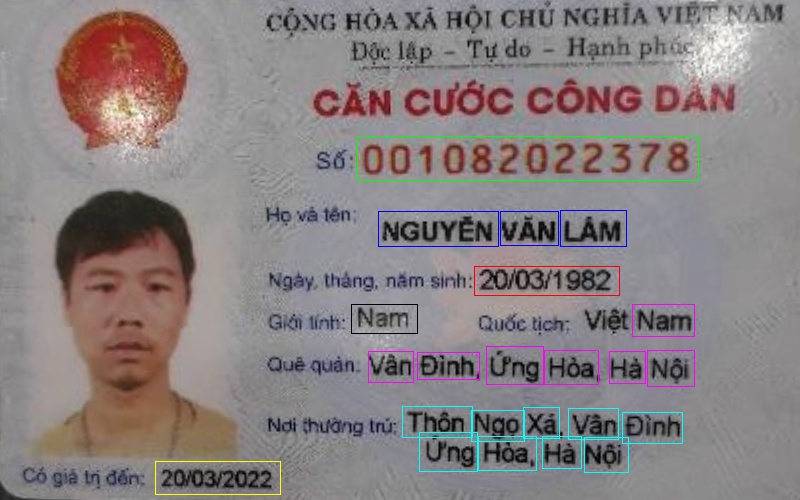 CỘNG HÒA XÃ HỘI CHỦ NGHĨA VIỆT NAM
Độc lập - Tự do - Hạnh phúc
CĂN CƯỚC CÔNG DÂN
Số: 001082022378
Họ và tên: NGUYỄN VĂN LÂM
Ngày, tháng, năm sinh: 20/03/1982
Giới tính: Nam Quốc tịch: Việt Nam
Quê quán: Vân Đình, Ứng Hòa, Hà Nội
Nơi thường trú: Thôn Ngọ Xá, Vân Đình
Ứng Hòa, Hà Nội
Có giá trị đến: 20/03/2022